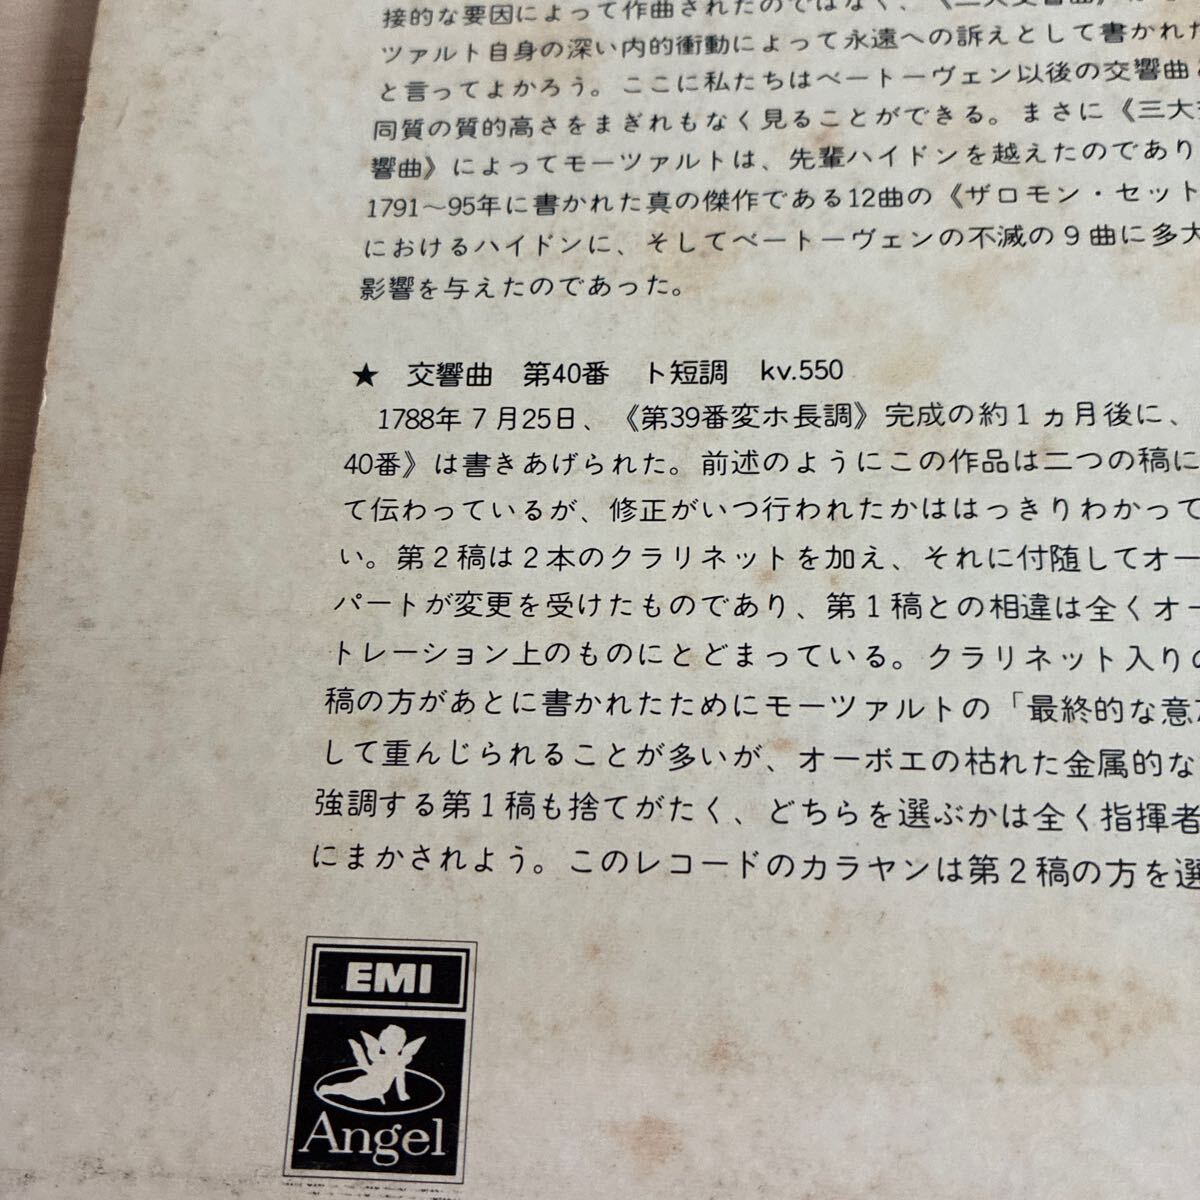 接的な要因によって作曲されたのではなく、《三大交響曲》
ツァルト自身の深い内的衝動によって永遠への訴えとして書かれた
と言ってよかろう。ここに私たちはベートーヴェン以後の交響曲
同質の質的高さをまぎれもなく見ることができる。まさに《三大
響曲》によってモーツァルトは、先輩ハイドンを越えたのであり
1791〜95年に書かれた真の傑作である12曲の《ザロモン・セット
におけるハイドンに、そしてベートーヴェンの不滅の9曲に多大
影響を与えたのであった。
★ 交響曲 第40番 ト短調 kv.550
1788年7月25日、《第39番変ホ長調》完成の約1ヵ月後に、
40番》は書きあげられた。前述のようにこの作品は二つの稿に
て伝わっているが、修正がいつ行われたかははっきりわかって
い。第2稿は2本のクラリネットを加え、それに付随してオー
パートが変更を受けたものであり、第1稿との相違は全くオー
トレーション上のものにとどまっている。クラリネット入りの
稿の方があとに書かれたためにモーツァルトの「最終的な意
して重んじられることが多いが、オーボエの枯れた金属的な
強調する第1稿も捨てがたく、どちらを選ぶかは全く指揮者
にまかされよう。このレコードのカラヤンは第2稿の方を選
EMI
Angel